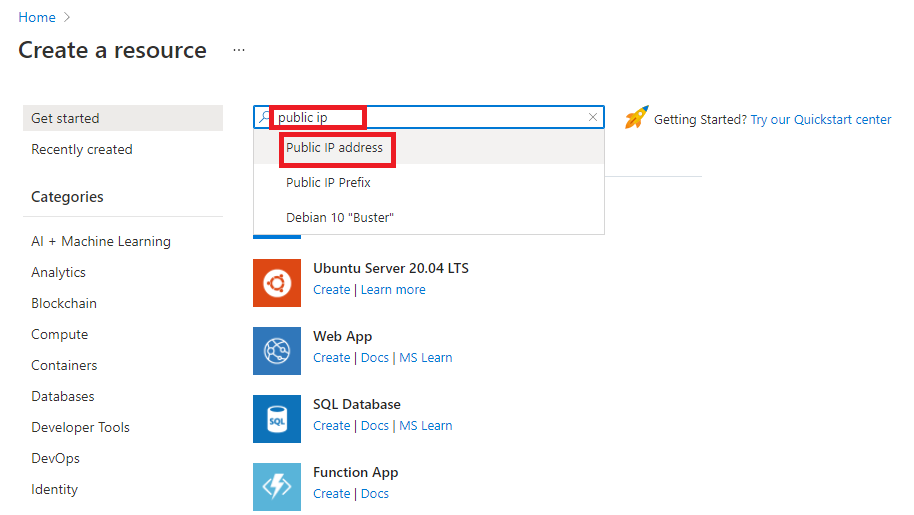 Home
Create a resource
...
Get started
Recently created
Categories
AI + Machine Learning
Analytics
Blockchain
Compute
Containers
Databases
Developer Tools
DevOps
Identity
public ip
Public IP address
Public IP Prefix
Debian 10 "Buster"
Getting Started? Try our Quickstart center
Ubuntu Server 20.04 LTS
Create | Learn more
Web App
Create | Docs | MS Learn
SQL
SQL Database
Create | Docs | MS Learn
Function App
Create | Docs